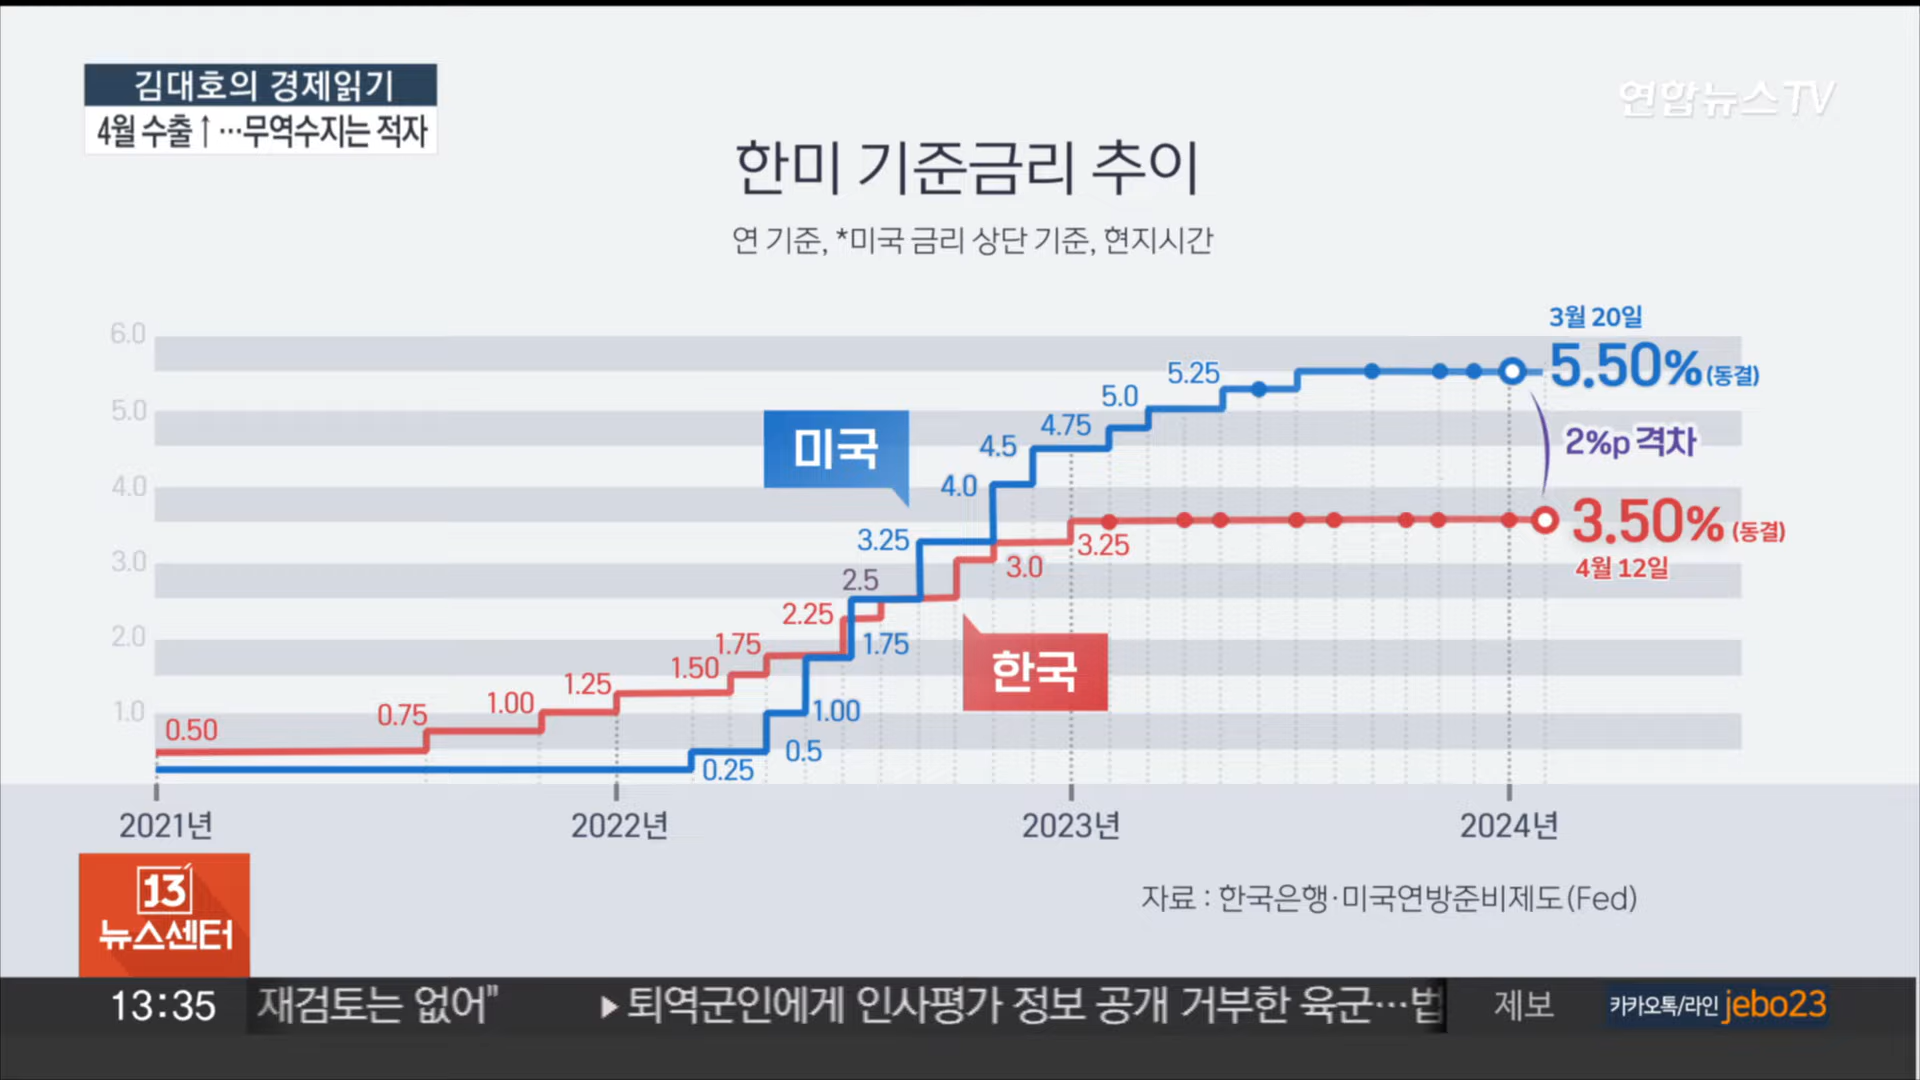 김대호의 경제읽기
4월 수출↑…무역수지는 적자
연합뉴스TV
한미 기준금리 추이
연 기준, *미국 금리 상단 기준, 현지시간
6.0
5.0
4.0
3.0
2.0
1.0
3월 20일
5.50% (동결)
2%p 격차
3.50% (동결)
4월 12일
미국
한국
5.25
5.0
4.75
4.5
4.0
3.25
2.5
1.75
1.00
0.5
0.25
0.50
0.75
1.00
1.25
1.50
1.75
2.25
3.0
3.25
2021년
2022년
2023년
2024년
자료 : 한국은행·미국연방준비제도(Fed)
13
뉴스센터
13:35 재검토는 없어" ▶퇴역군인에게 인사평가 정보 공개 거부한 육군…법 제보 카카오톡/라인 jebo23